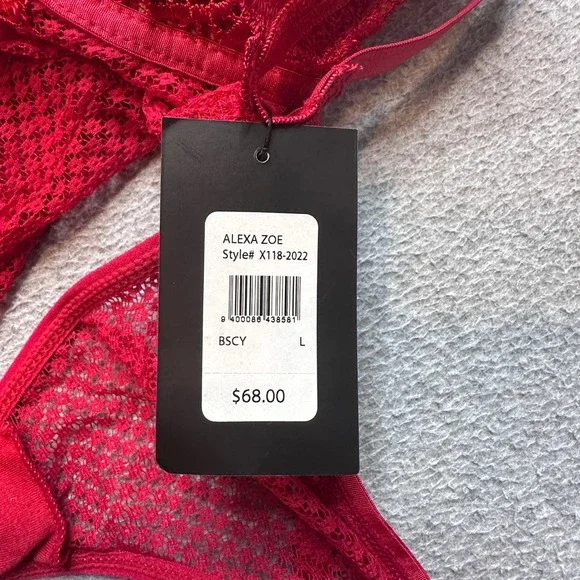 ALEXA ZOE
Style# X118-2022
9 400086 438581
BSCY L
$68.00